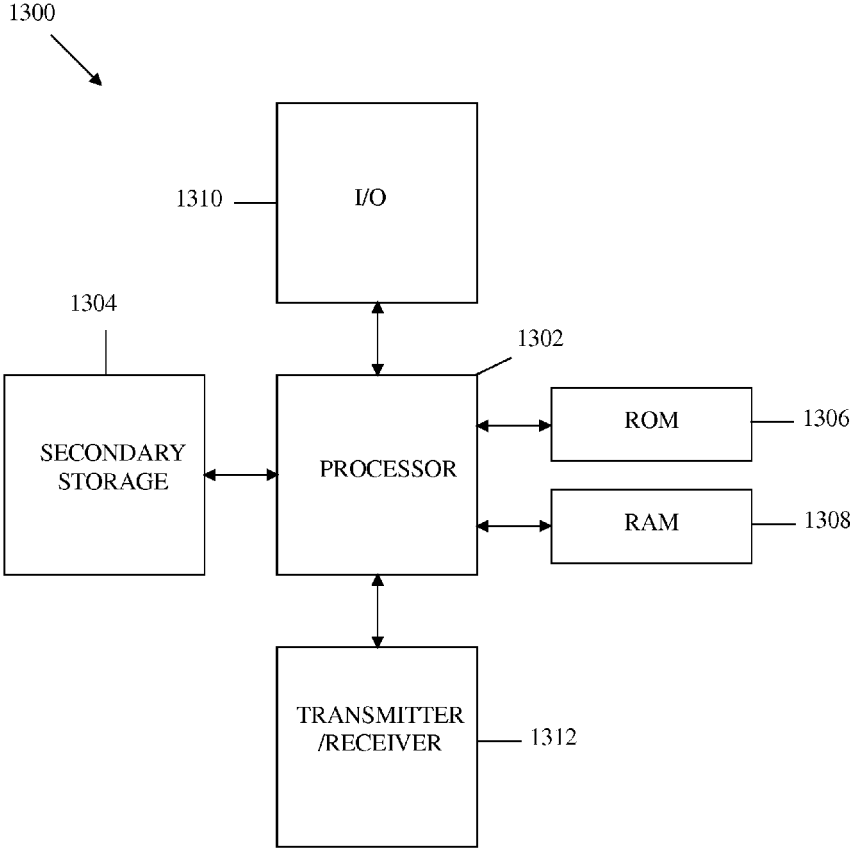 1300
1310
I/O
1304
1302
SECONDARY
STORAGE
PROCESSOR
ROM
1306
RAM
1308
TRANSMITTER
/RECEIVER
1312